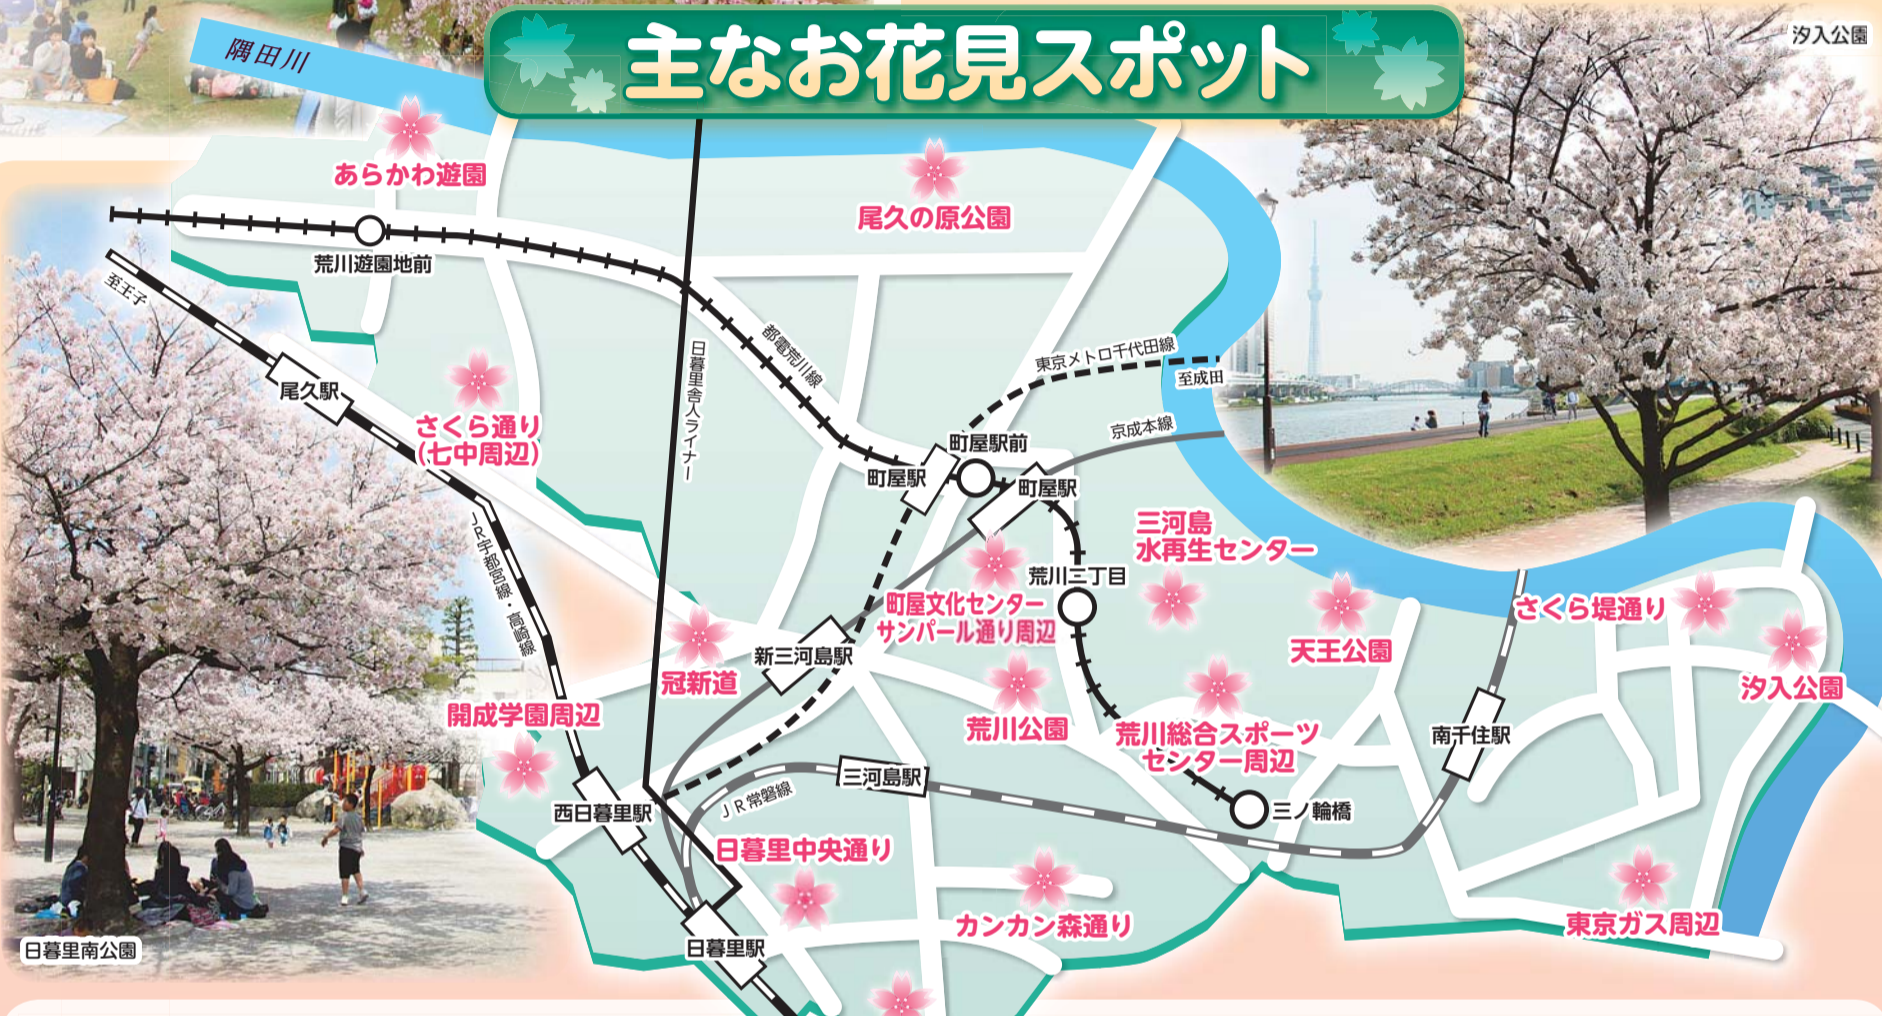 主なお花見スポット
隅田川
汐入公園
あらかわ遊園
尾久の原公園
荒川遊園地前
至王子
都電荒川線
日暮里舎人ライナー
東京メトロ千代田線
至成田
尾久駅
さくら通り
(七中周辺)
京成本線
町屋駅前
町屋駅
町屋駅
JR宇都宮線・高崎線
三河島
水再生センター
荒川二丁目
町屋文化センター
サンパール通り周辺
さくら堤通り
天王公園
新三河島駅
冠新道
汐入公園
開成学園周辺
荒川公園
荒川総合スポーツ
センター周辺
南千住駅
三河島駅
JR常磐線
西日暮里駅
三ノ輪橋
日暮里中央通り
カンカン森通り
東京ガス周辺
日暮里駅
日暮里南公園